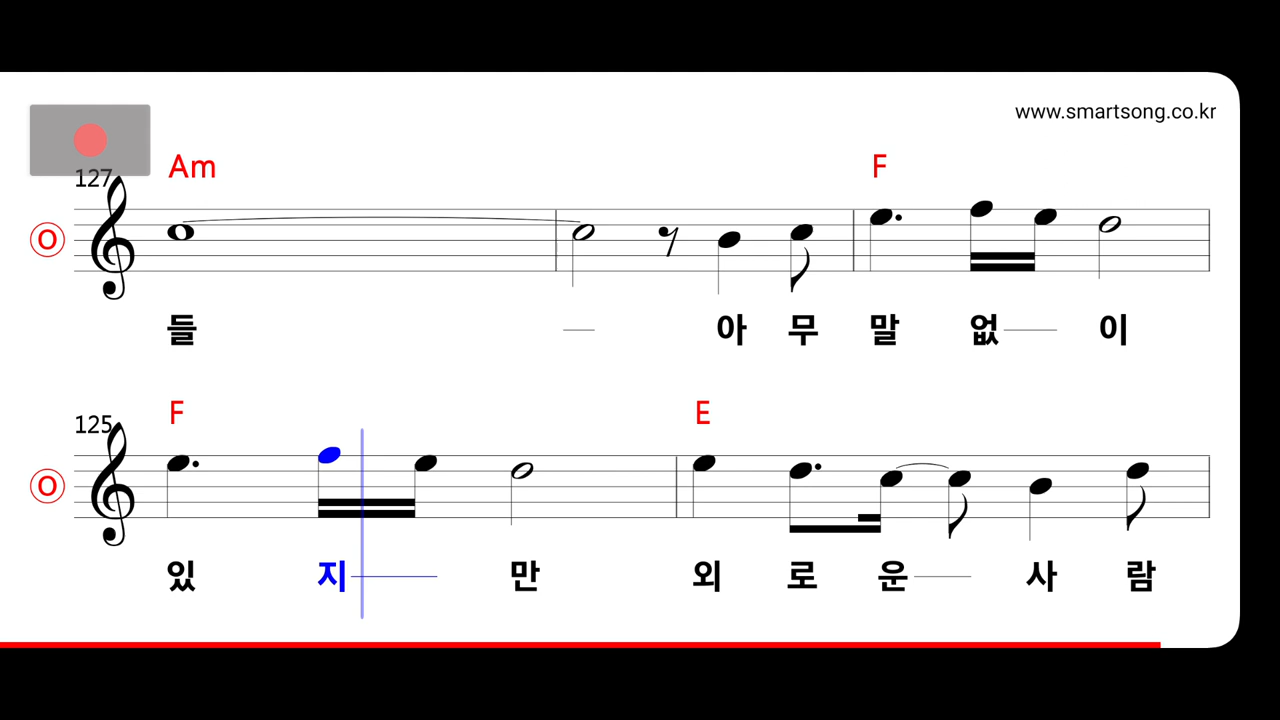 www.smartsong.co.kr
127 Am F
O
들 — 아 무 말 없 — 이
125 F E
O
있 지 — 만 외 로 운 — 사 람